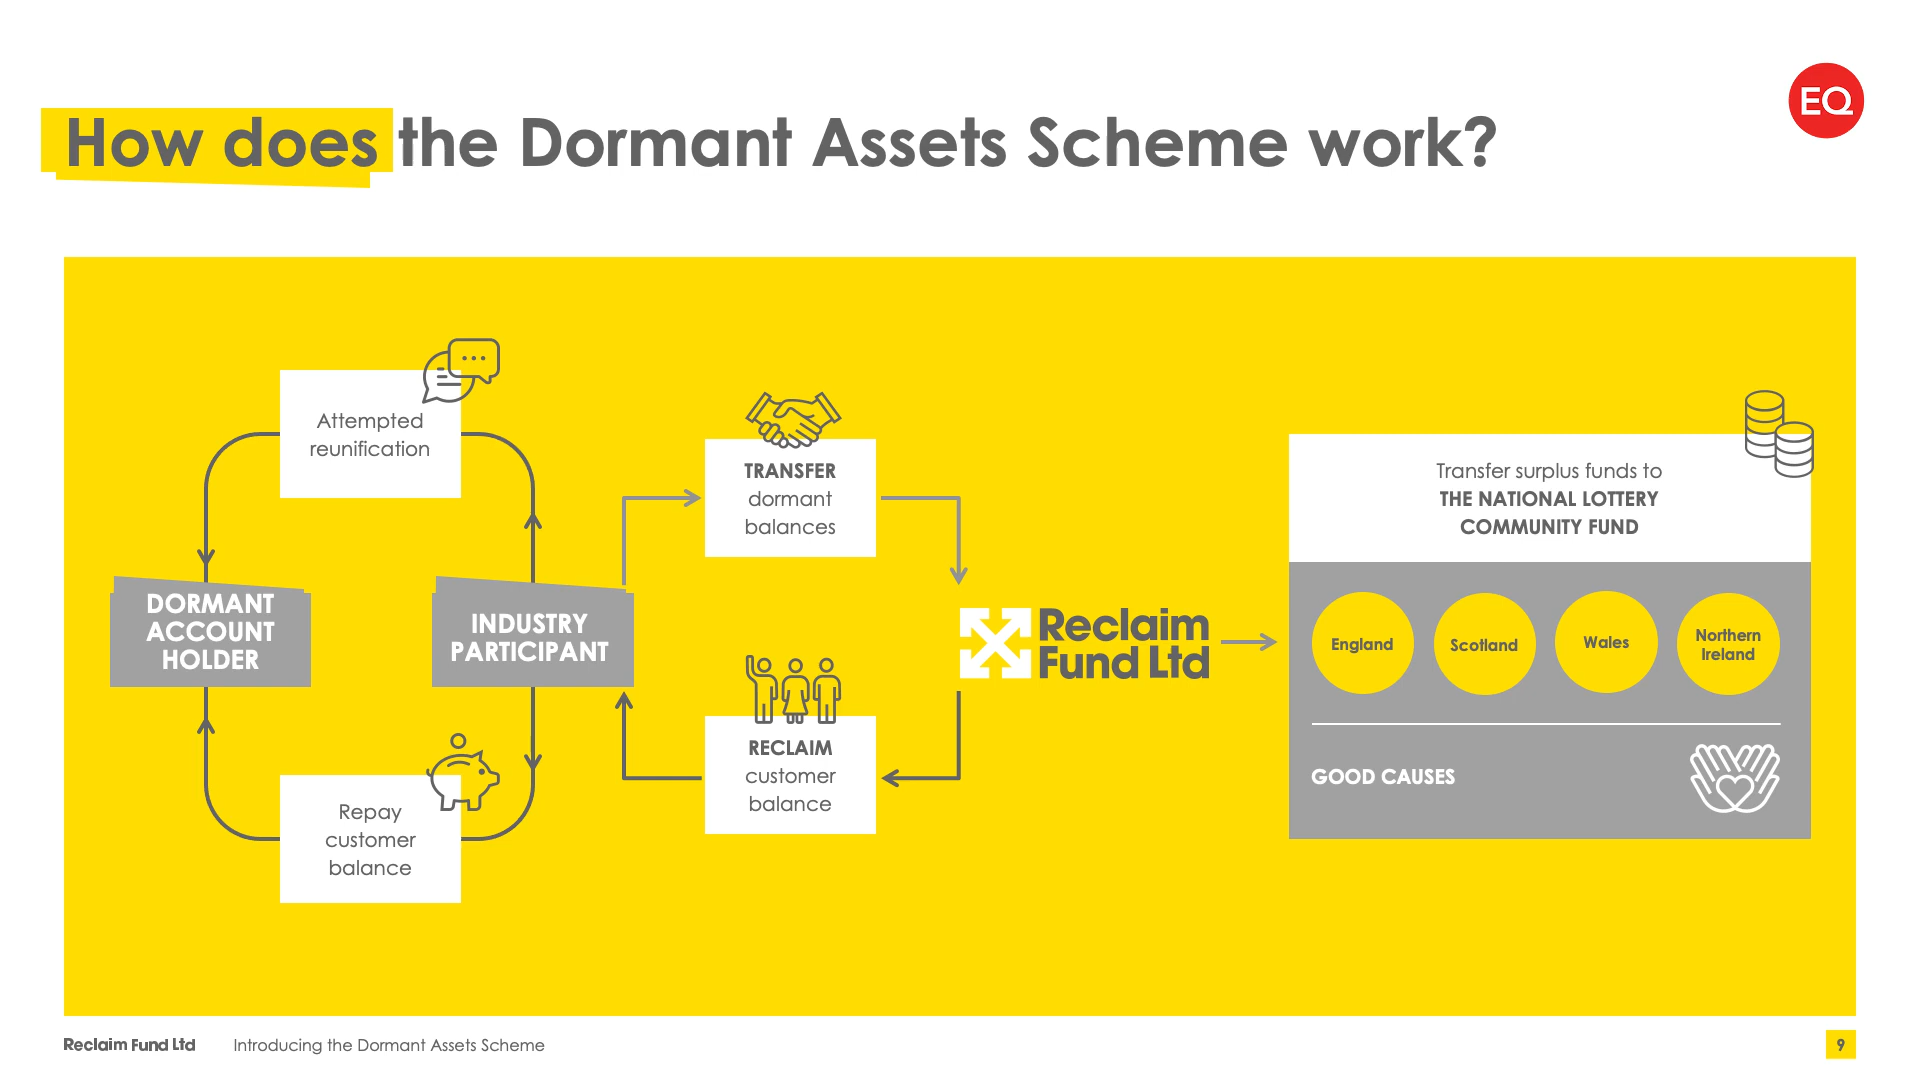 How does the Dormant Assets Scheme work?
EQ
Attempted
reunification
DORMANT
ACCOUNT
HOLDER
INDUSTRY
PARTICIPANT
Repay
customer
balance
TRANSFER
dormant
balances
RECLAIM
customer
balance
Reclaim
Fund Ltd
Transfer surplus funds to
THE NATIONAL LOTTERY
COMMUNITY FUND
England
Scotland
Wales
Northern
Ireland
GOOD CAUSES
Reclaim Fund Ltd
Introducing the Dormant Assets Scheme
9